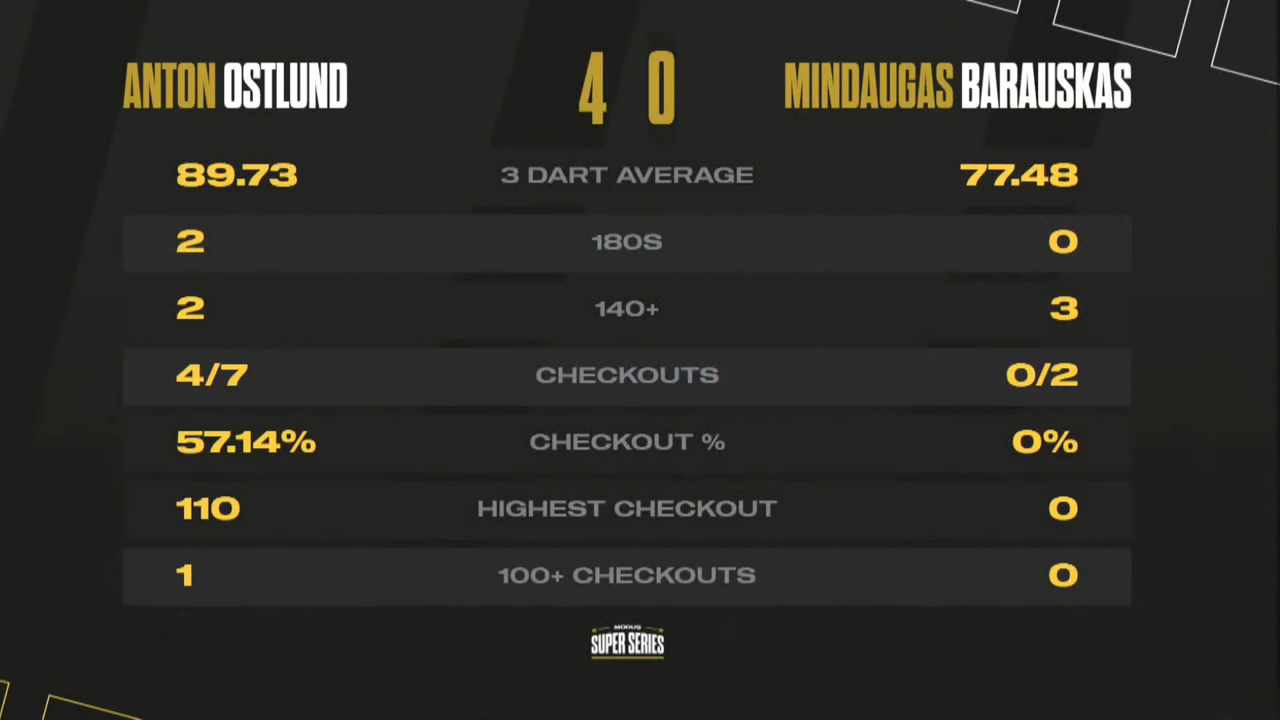 ANTON OSTLUND 4 0 MINDAUGAS BARAUSKAS
89.73 3 DART AVERAGE 77.48
2 180S 0
2 140+ 3
4/7 CHECKOUTS 0/2
57.14% CHECKOUT % 0%
110 HIGHEST CHECKOUT 0
1 100+ CHECKOUTS 0
MODUS
SUPER SERIES